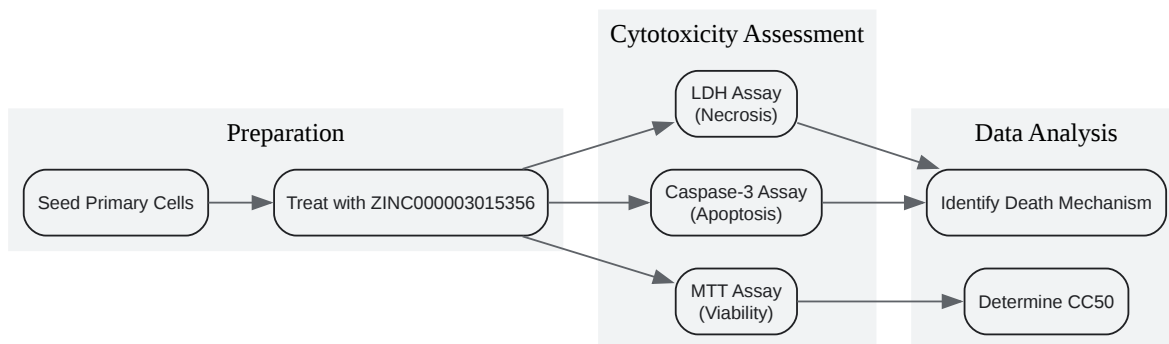 Preparation
Seed Primary Cells
Treat with ZINC000003015356
Cytotoxicity Assessment
LDH Assay
(Necrosis)
Caspase-3 Assay
(Apoptosis)
MTT Assay
(Viability)
Data Analysis
Identify Death Mechanism
Determine CC50